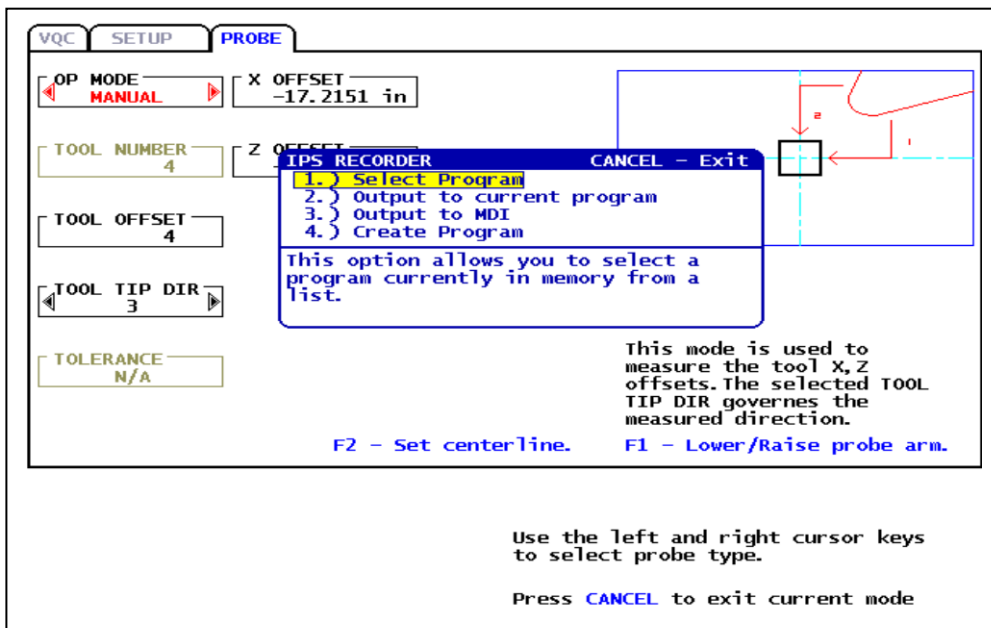 VQC SETUP PROBE
OP MODE
MANUAL
X OFFSET
-17.2151 in
TOOL NUMBER
4
Z OFFSET
TOOL OFFSET
4
TOOL TIP DIR
3
TOLERANCE
N/A
IPS RECORDER CANCEL - Exit
1.) Select Program
2.) Output to current program
3.) Output to MDI
4.) Create Program
This option allows you to select a
program currently in memory from a
list.
2
1
This mode is used to
measure the tool X,Z
offsets.The selected TOOL
TIP DIR governes the
measured direction.
F2 - Set centerline. F1 - Lower/Raise probe arm.
Use the left and right cursor keys
to select probe type.
Press CANCEL to exit current mode